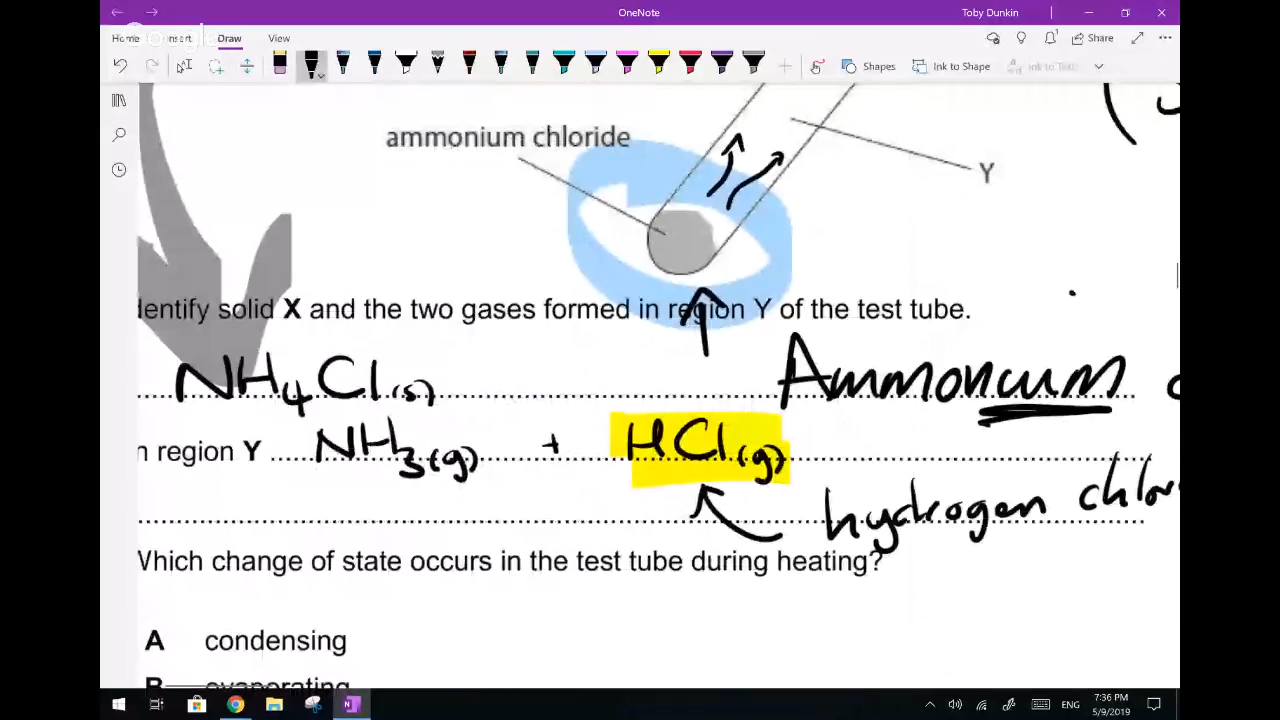 OneNote
Toby Dunkin
Home Insert Draw View
Share
Shapes
Ink to Shape
Ink to Text
ammonium chloride
Y
dentify solid X and the two gases formed in region Y of the test tube.
NH4Cl(s)
Ammonium
n region Y NH3(g) + HCl(g)
hydrogen chlor
Which change of state occurs in the test tube during heating?
A condensing
B evaporating
ENG
7:36 PM
5/9/2019